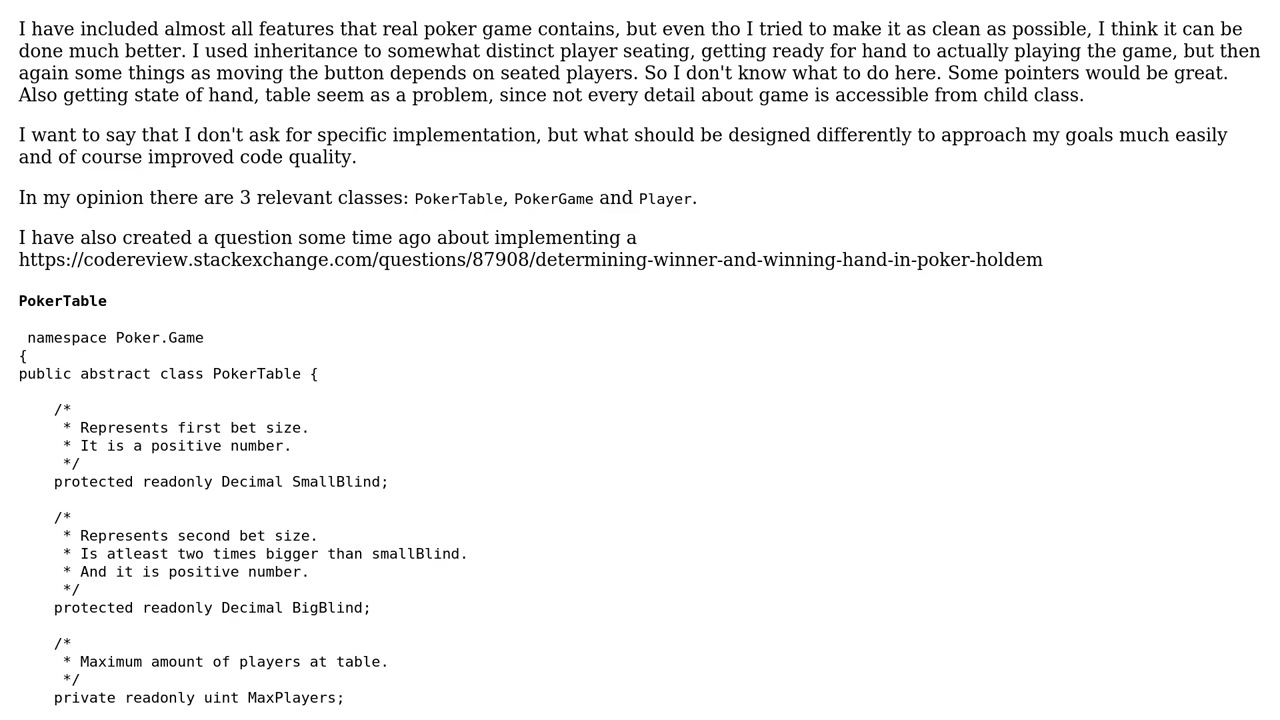 I have included almost all features that real poker game contains, but even tho I tried to make it as clean as possible, I think it can be
done much better. I used inheritance to somewhat distinct player seating, getting ready for hand to actually playing the game, but then
again some things as moving the button depends on seated players. So I don't know what to do here. Some pointers would be great.
Also getting state of hand, table seem as a problem, since not every detail about game is accessible from child class.
I want to say that I don't ask for specific implementation, but what should be designed differently to approach my goals much easily
and of course improved code quality.
In my opinion there are 3 relevant classes: PokerTable, PokerGame and Player.
I have also created a question some time ago about implementing a
https://codereview.stackexchange.com/questions/87908/determining-winner-and-winning-hand-in-poker-holdem
PokerTable
namespace Poker.Game
{
public abstract class PokerTable {
/*
* Represents first bet size.
* It is a positive number.
*/
protected readonly Decimal SmallBlind;
/*
* Represents second bet size.
* Is atleast two times bigger than smallBlind.
* And it is positive number.
*/
protected readonly Decimal BigBlind;
/*
* Maximum amount of players at table.
*/
private readonly uint MaxPlayers;